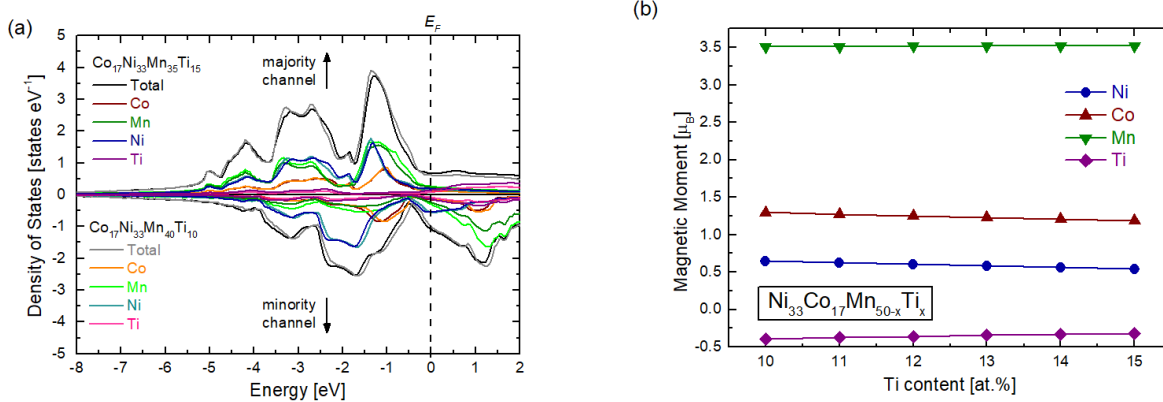 (a)
E_F
5
4
3
2
1
0
-1
-2
-3
-4
-5
Density of States [states eV⁻¹]
Co₁₇Ni₃₃Mn₃₅Ti₁₅
Total
Co
Mn
Ni
Ti
majority
channel
Co₁₇Ni₃₃Mn₄₀Ti₁₀
Total
Co
Mn
Ni
Ti
minority
channel
-8 -7 -6 -5 -4 -3 -2 -1 0 1 2
Energy [eV]
(b)
3.5
3.0
2.5
2.0
1.5
1.0
0.5
0.0
-0.5
Magnetic Moment [μ_B]
Ni
Co
Mn
Ti
Ni₃₃Co₁₇Mn₅₀₋ₓTiₓ
10 11 12 13 14 15
Ti content [at.%]